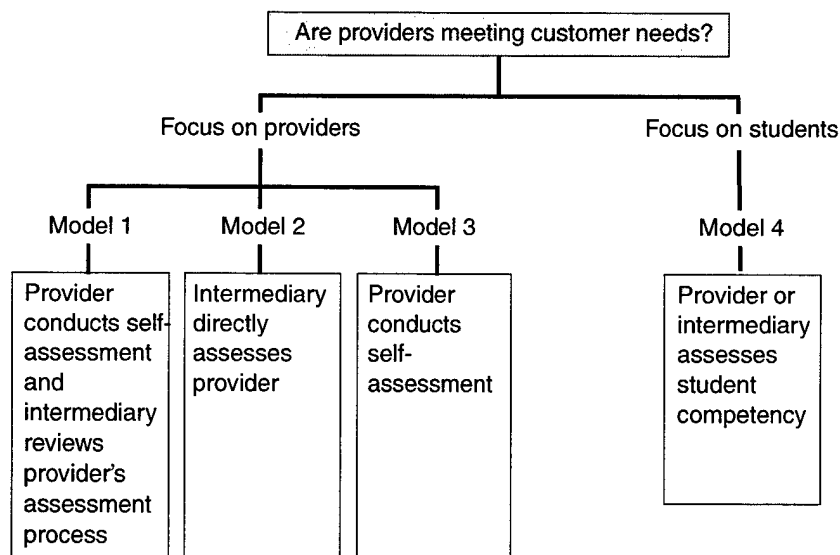 Are providers meeting customer needs?
Focus on providers
Focus on students
Model 1
Model 2
Model 3
Model 4
Provider
conducts self-
assessment
and
intermediary
reviews
provider's
assessment
process
Intermediary
directly
assesses
provider
Provider
conducts
self-
assessment
Provider or
intermediary
assesses
student
competency